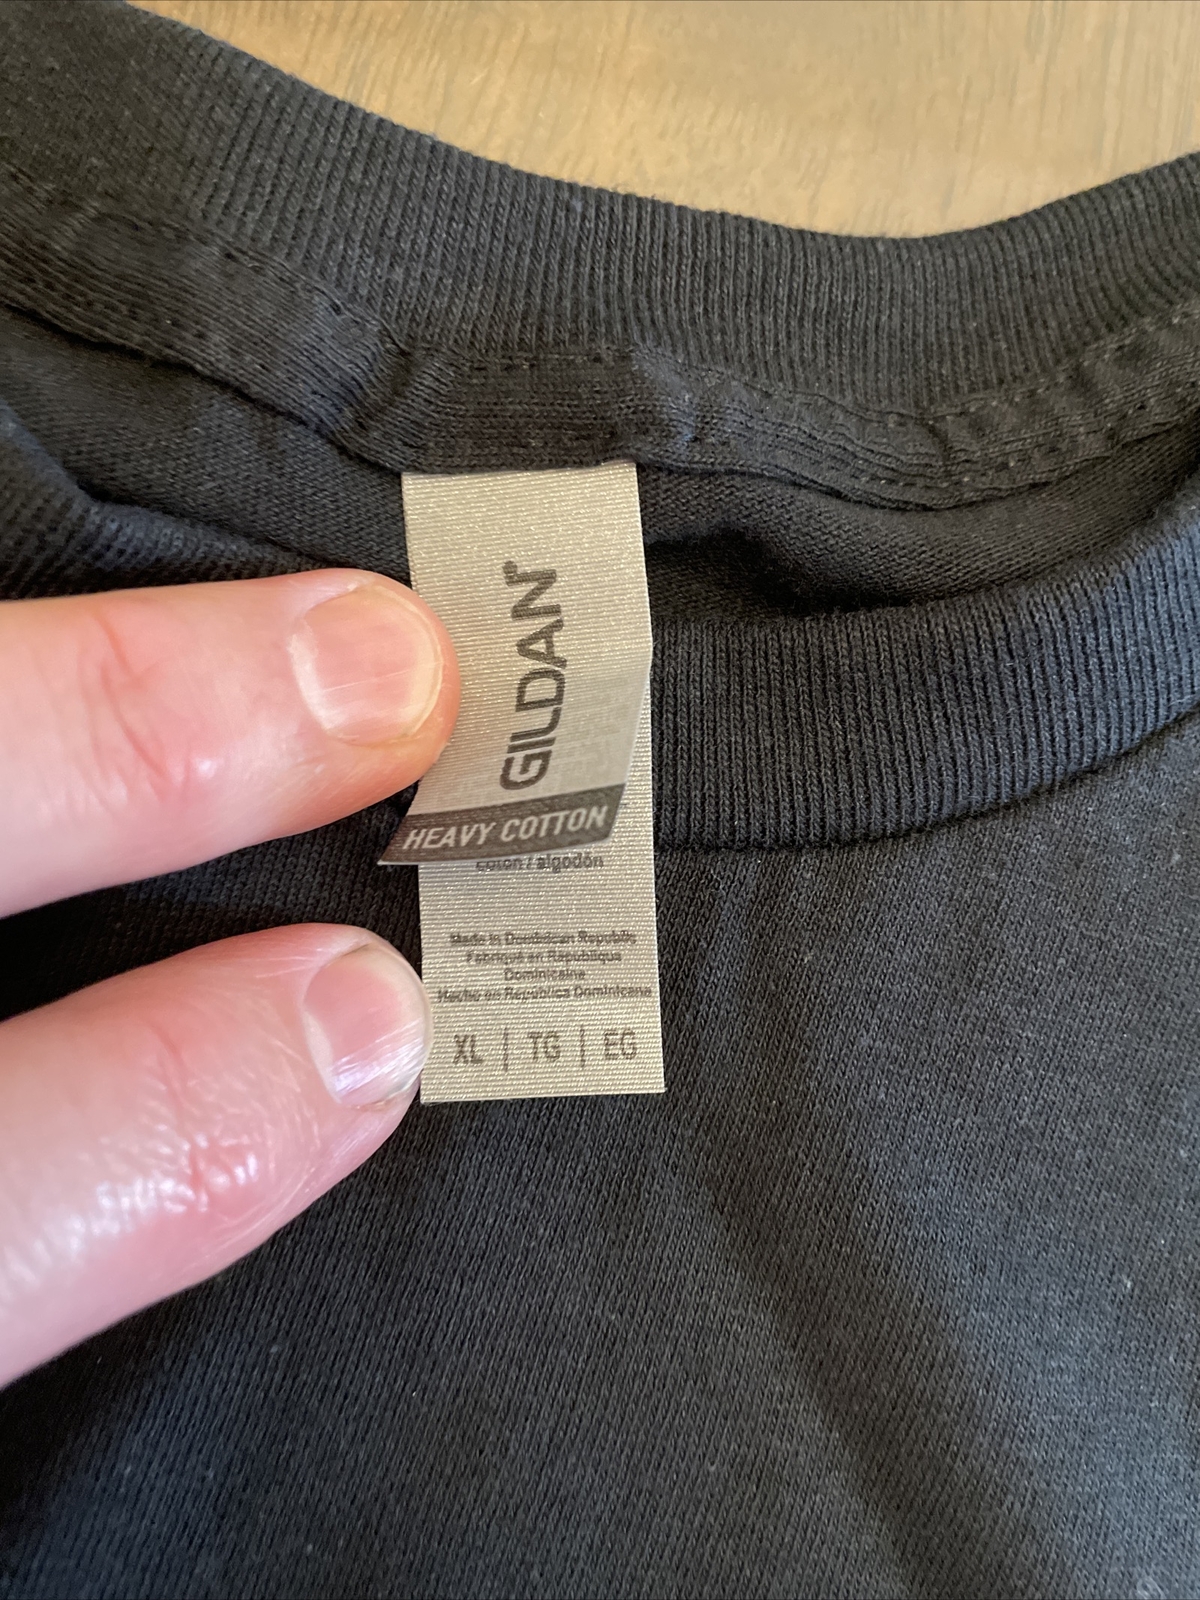 GILDAN®
HEAVY COTTON
coton / algodón
Made in Dominican Republic
Fabriqué en République
Dominicaine
Hecho en República Dominicana
XL | TG | EG